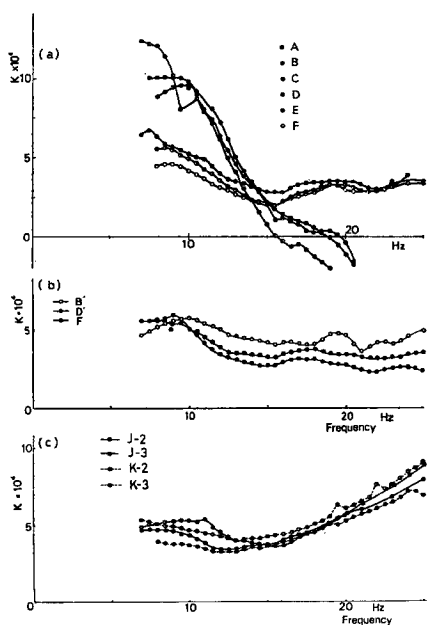 (a)
K × 10⁴
10
5
0
10
20
Hz
A
B
C
D
E
F
(b)
K × 10⁴
5
0
10
20
Hz
Frequency
B'
D'
F
(c)
K × 10⁴
10
5
0
10
20
Hz
Frequency
J-2
J-3
K-2
K-3